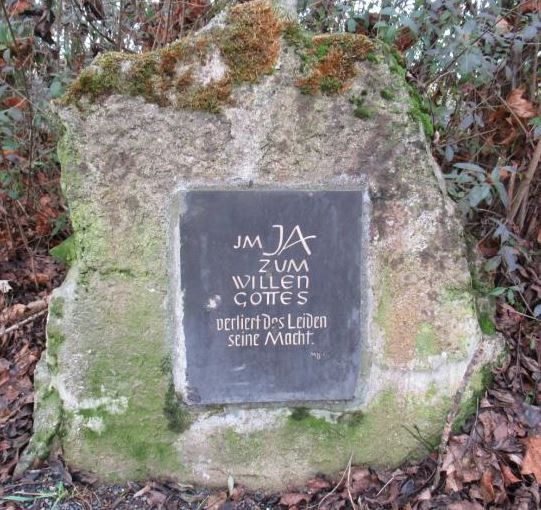 JM JA
ZUM
WILLEN
GOTTES
verliert das Leiden
seine Macht.